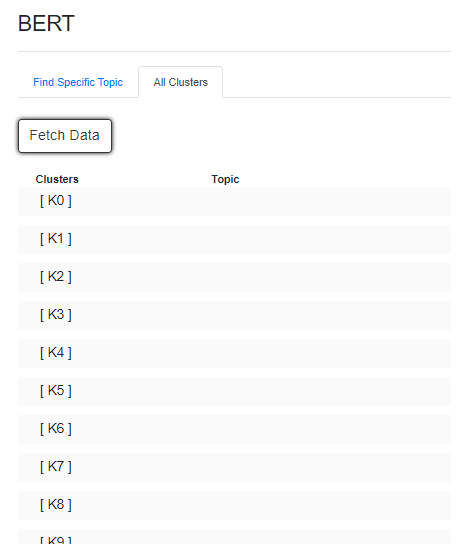 BERT
Find Specific Topic All Clusters
Fetch Data
Clusters Topic
[ K0 ]
[ K1 ]
[ K2 ]
[ K3 ]
[ K4 ]
[ K5 ]
[ K6 ]
[ K7 ]
[ K8 ]
[ K9 ]